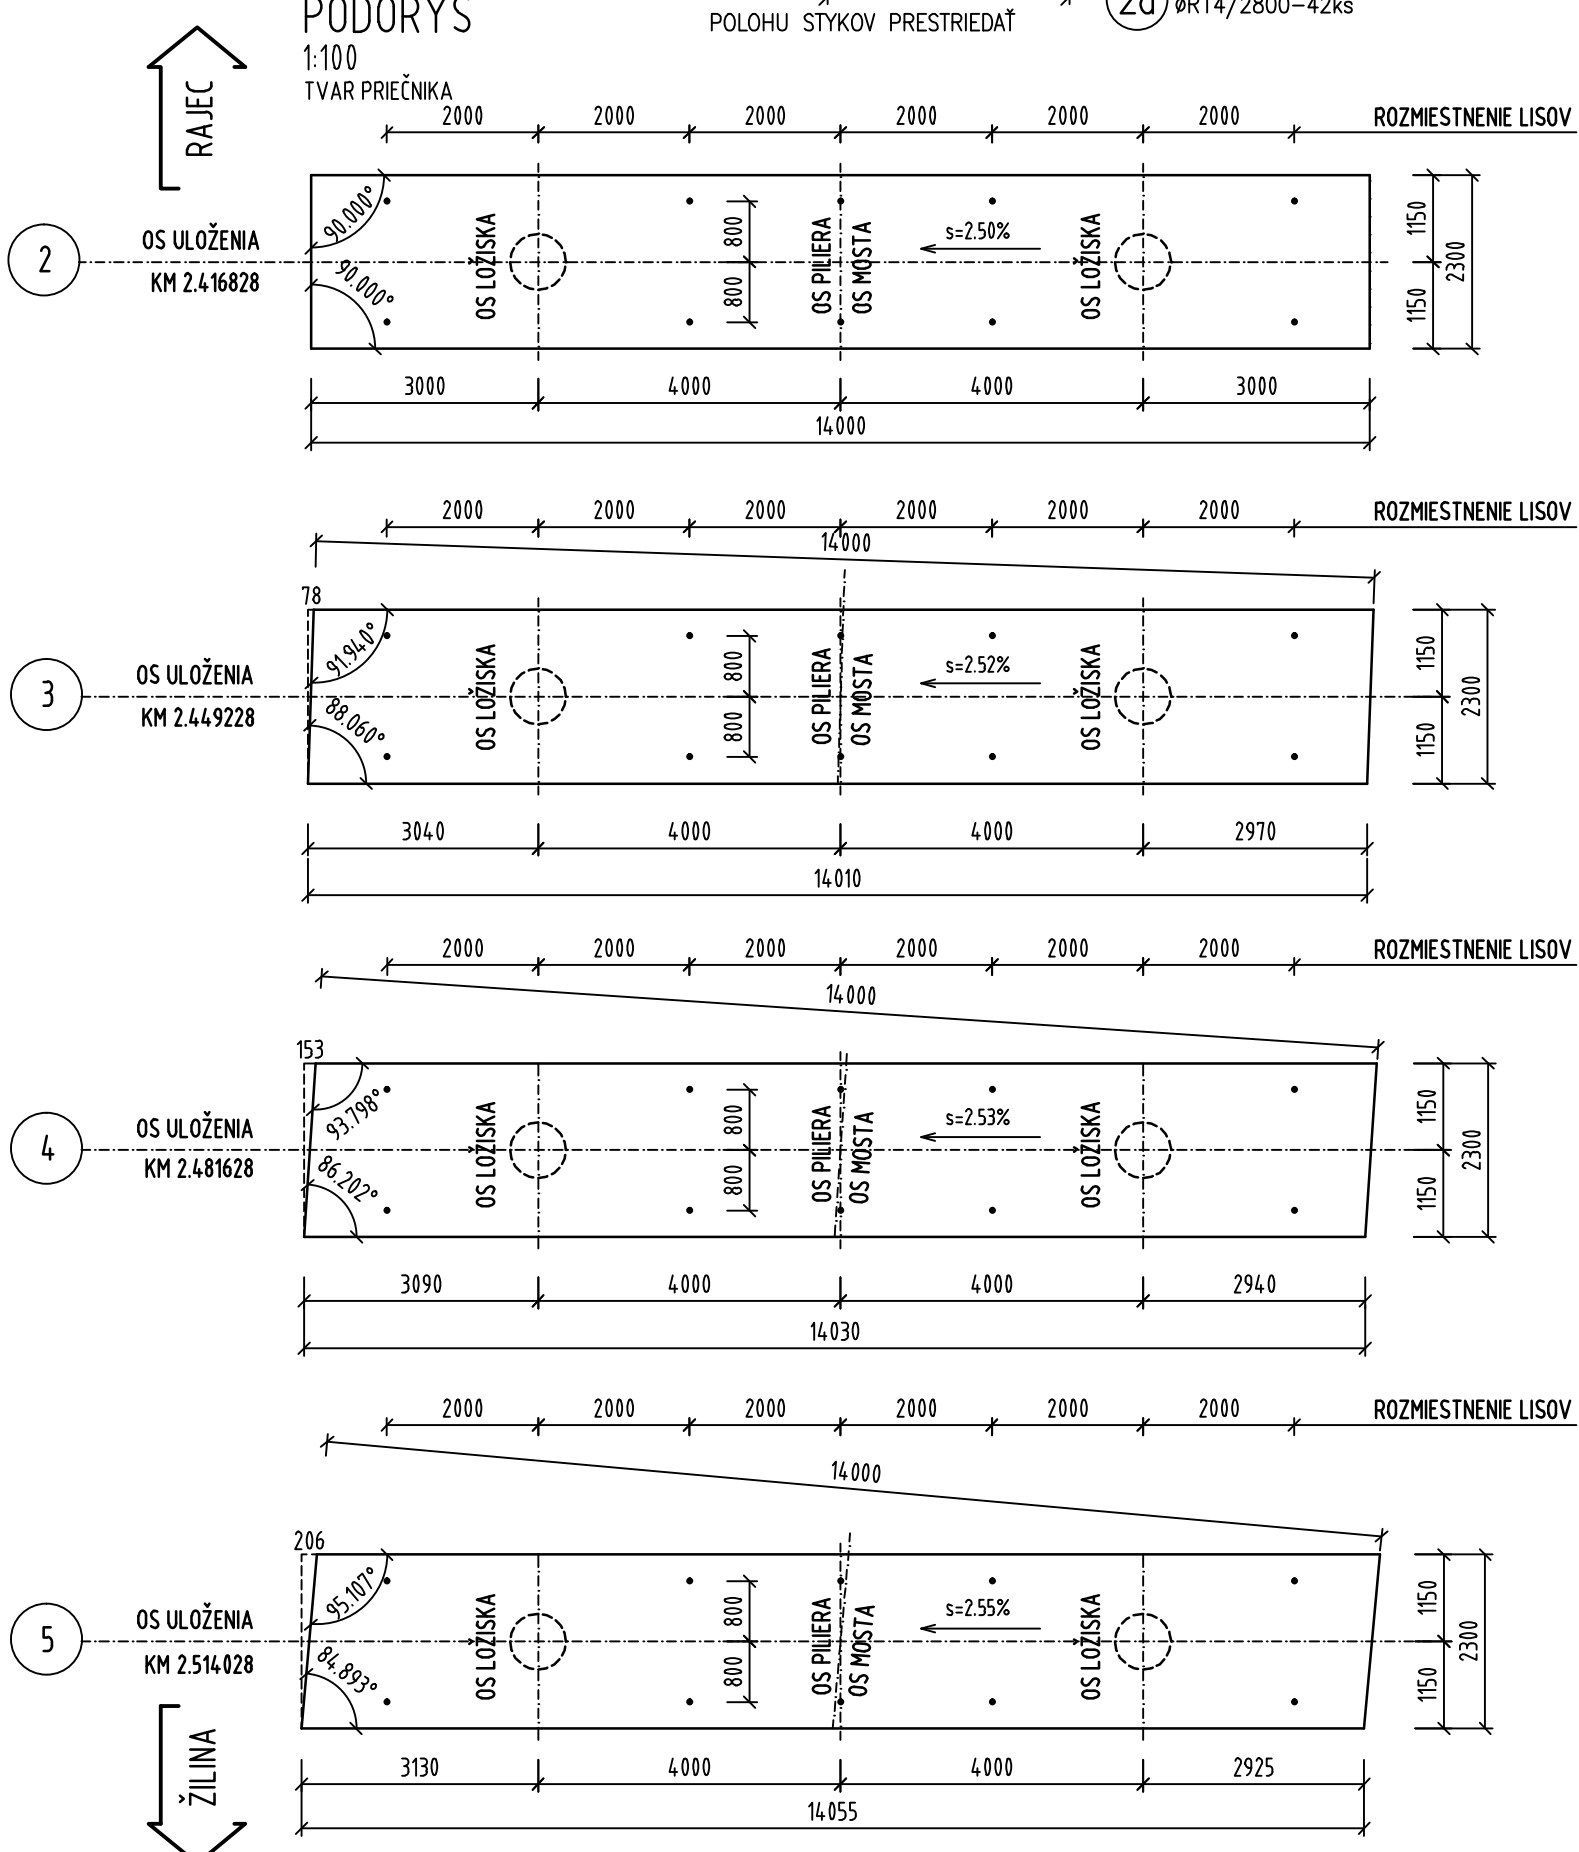 PÔDORYS
1:100
TVAR PRIEČNIKA
POLOHU STYKOV PRESTRIEDAŤ
2d øR14/2800-42ks
RAJEC
2000 2000 2000 2000 2000 2000 ROZMIESTNENIE LISOV
2
OS ULOŽENIA
KM 2.416828
90.000°
90.000°
OS LOŽISKA
800
800
OS PILIERA
OS MOSTA
s=2.50%
OS LOŽISKA
1150
1150
2300
3000 4000 4000 3000
14000
2000 2000 2000 2000 2000 2000 ROZMIESTNENIE LISOV
14000
78
3
OS ULOŽENIA
KM 2.449228
91.940°
88.060°
OS LOŽISKA
800
800
OS PILIERA
OS MOSTA
s=2.52%
OS LOŽISKA
1150
1150
2300
3040 4000 4000 2970
14010
2000 2000 2000 2000 2000 2000 ROZMIESTNENIE LISOV
14000
153
4
OS ULOŽENIA
KM 2.481628
93.798°
86.202°
OS LOŽISKA
800
800
OS PILIERA
OS MOSTA
s=2.53%
OS LOŽISKA
1150
1150
2300
3090 4000 4000 2940
14030
2000 2000 2000 2000 2000 2000 ROZMIESTNENIE LISOV
14000
206
5
OS ULOŽENIA
KM 2.514028
95.107°
84.893°
OS LOŽISKA
800
800
OS PILIERA
OS MOSTA
s=2.55%
OS LOŽISKA
1150
1150
2300
3130 4000 4000 2925
14055
ŽILINA